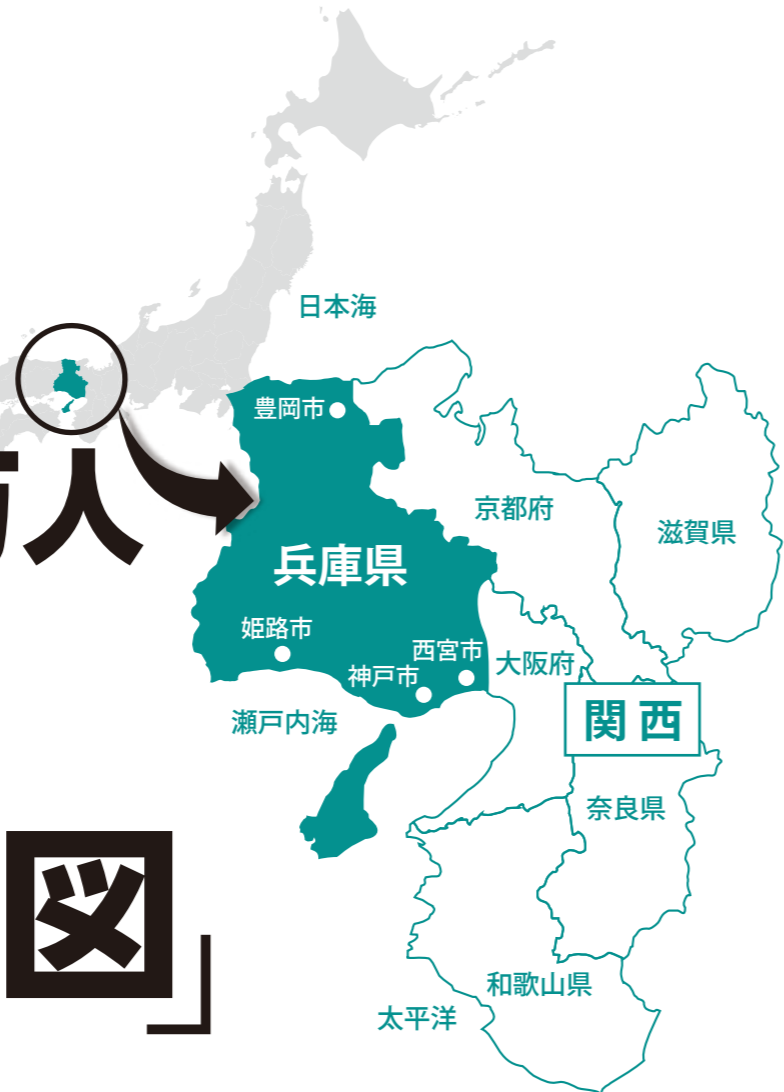 日本海
豊岡市
京都府
滋賀県
人
兵庫県
姫路市
西宮市
神戸市
大阪府
関西
瀬戸内海
奈良県
図」
和歌山県
太平洋